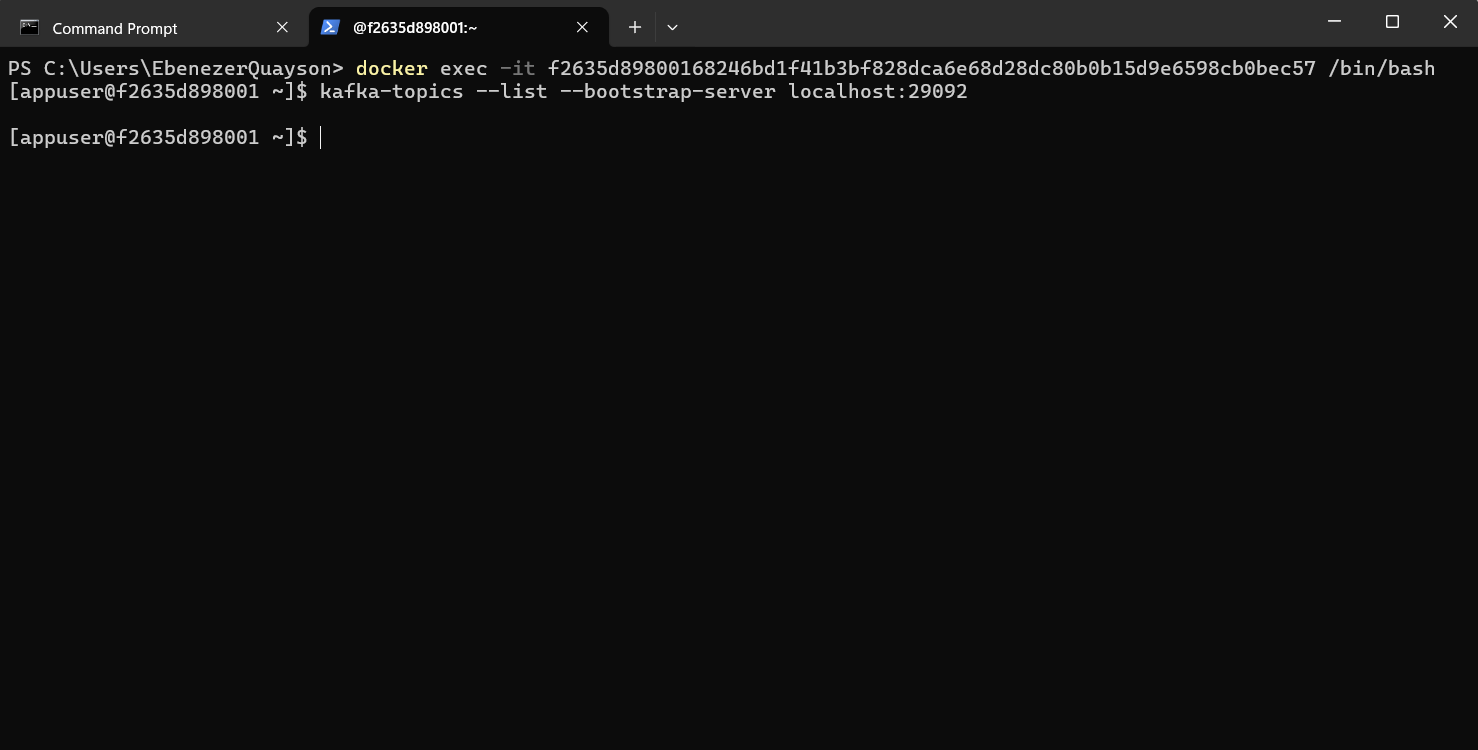 Command Prompt
@f2635d898001:~
PS C:\Users\EbenezerQuayson> docker exec -it f2635d89800168246bd1f41b3bf828dca6e68d28dc80b0b15d9e6598cb0bec57 /bin/bash
[appuser@f2635d898001 ~]$ kafka-topics --list --bootstrap-server localhost:29092
[appuser@f2635d898001 ~]$